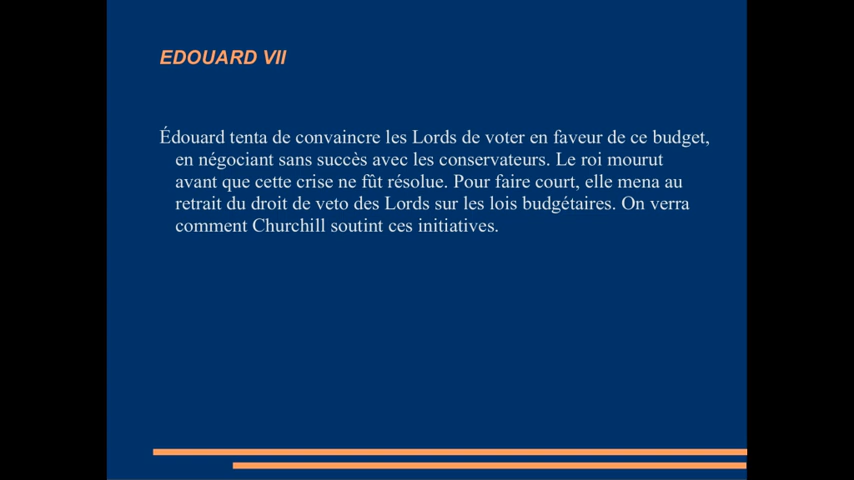 EDOUARD VII
Édouard tenta de convaincre les Lords de voter en faveur de ce budget,
en négociant sans succès avec les conservateurs. Le roi mourut
avant que cette crise ne fût résolue. Pour faire court, elle mena au
retrait du droit de veto des Lords sur les lois budgétaires. On verra
comment Churchill soutint ces initiatives.